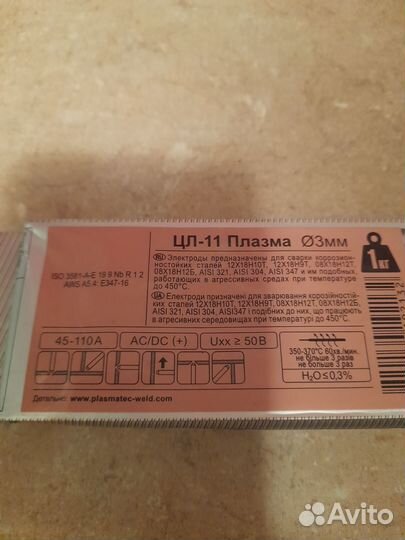 ЦЛ-11 Плазма Ø3мм
ISO 3581-A-E 19 9 Nb R 1 2
AWS A5.4: E347-16
RU Электроды предназначены для сварки коррозион-
ностойких сталей 12Х18Н10Т, 12Х18Н9Т, 08Х18Н12Т,
08Х18Н12Б, AISI 321, AISI 304, AISI 347 и им подобных,
работающих в агрессивных средах при температуре
до 450°С.
UA Електроди призначені для зварювання корозійності-
йких сталей 12Х18Н10Т, 12Х18Н9Т, 08Х18Н12Т, 08Х18Н12Б,
AISI 321, AISI 304, AISI347 і подібних до них, що працюють
в агресивних середовищах при температурі до 450°С.
1 кг
45-110А
AC/DC (+)
Uxx ≥ 50В
350-370°С 60хв./мин.
не більше 3 разів
не больше 3 раз
H₂O≤0,3%
Детально: www.plasmatec-weld.com
Avito